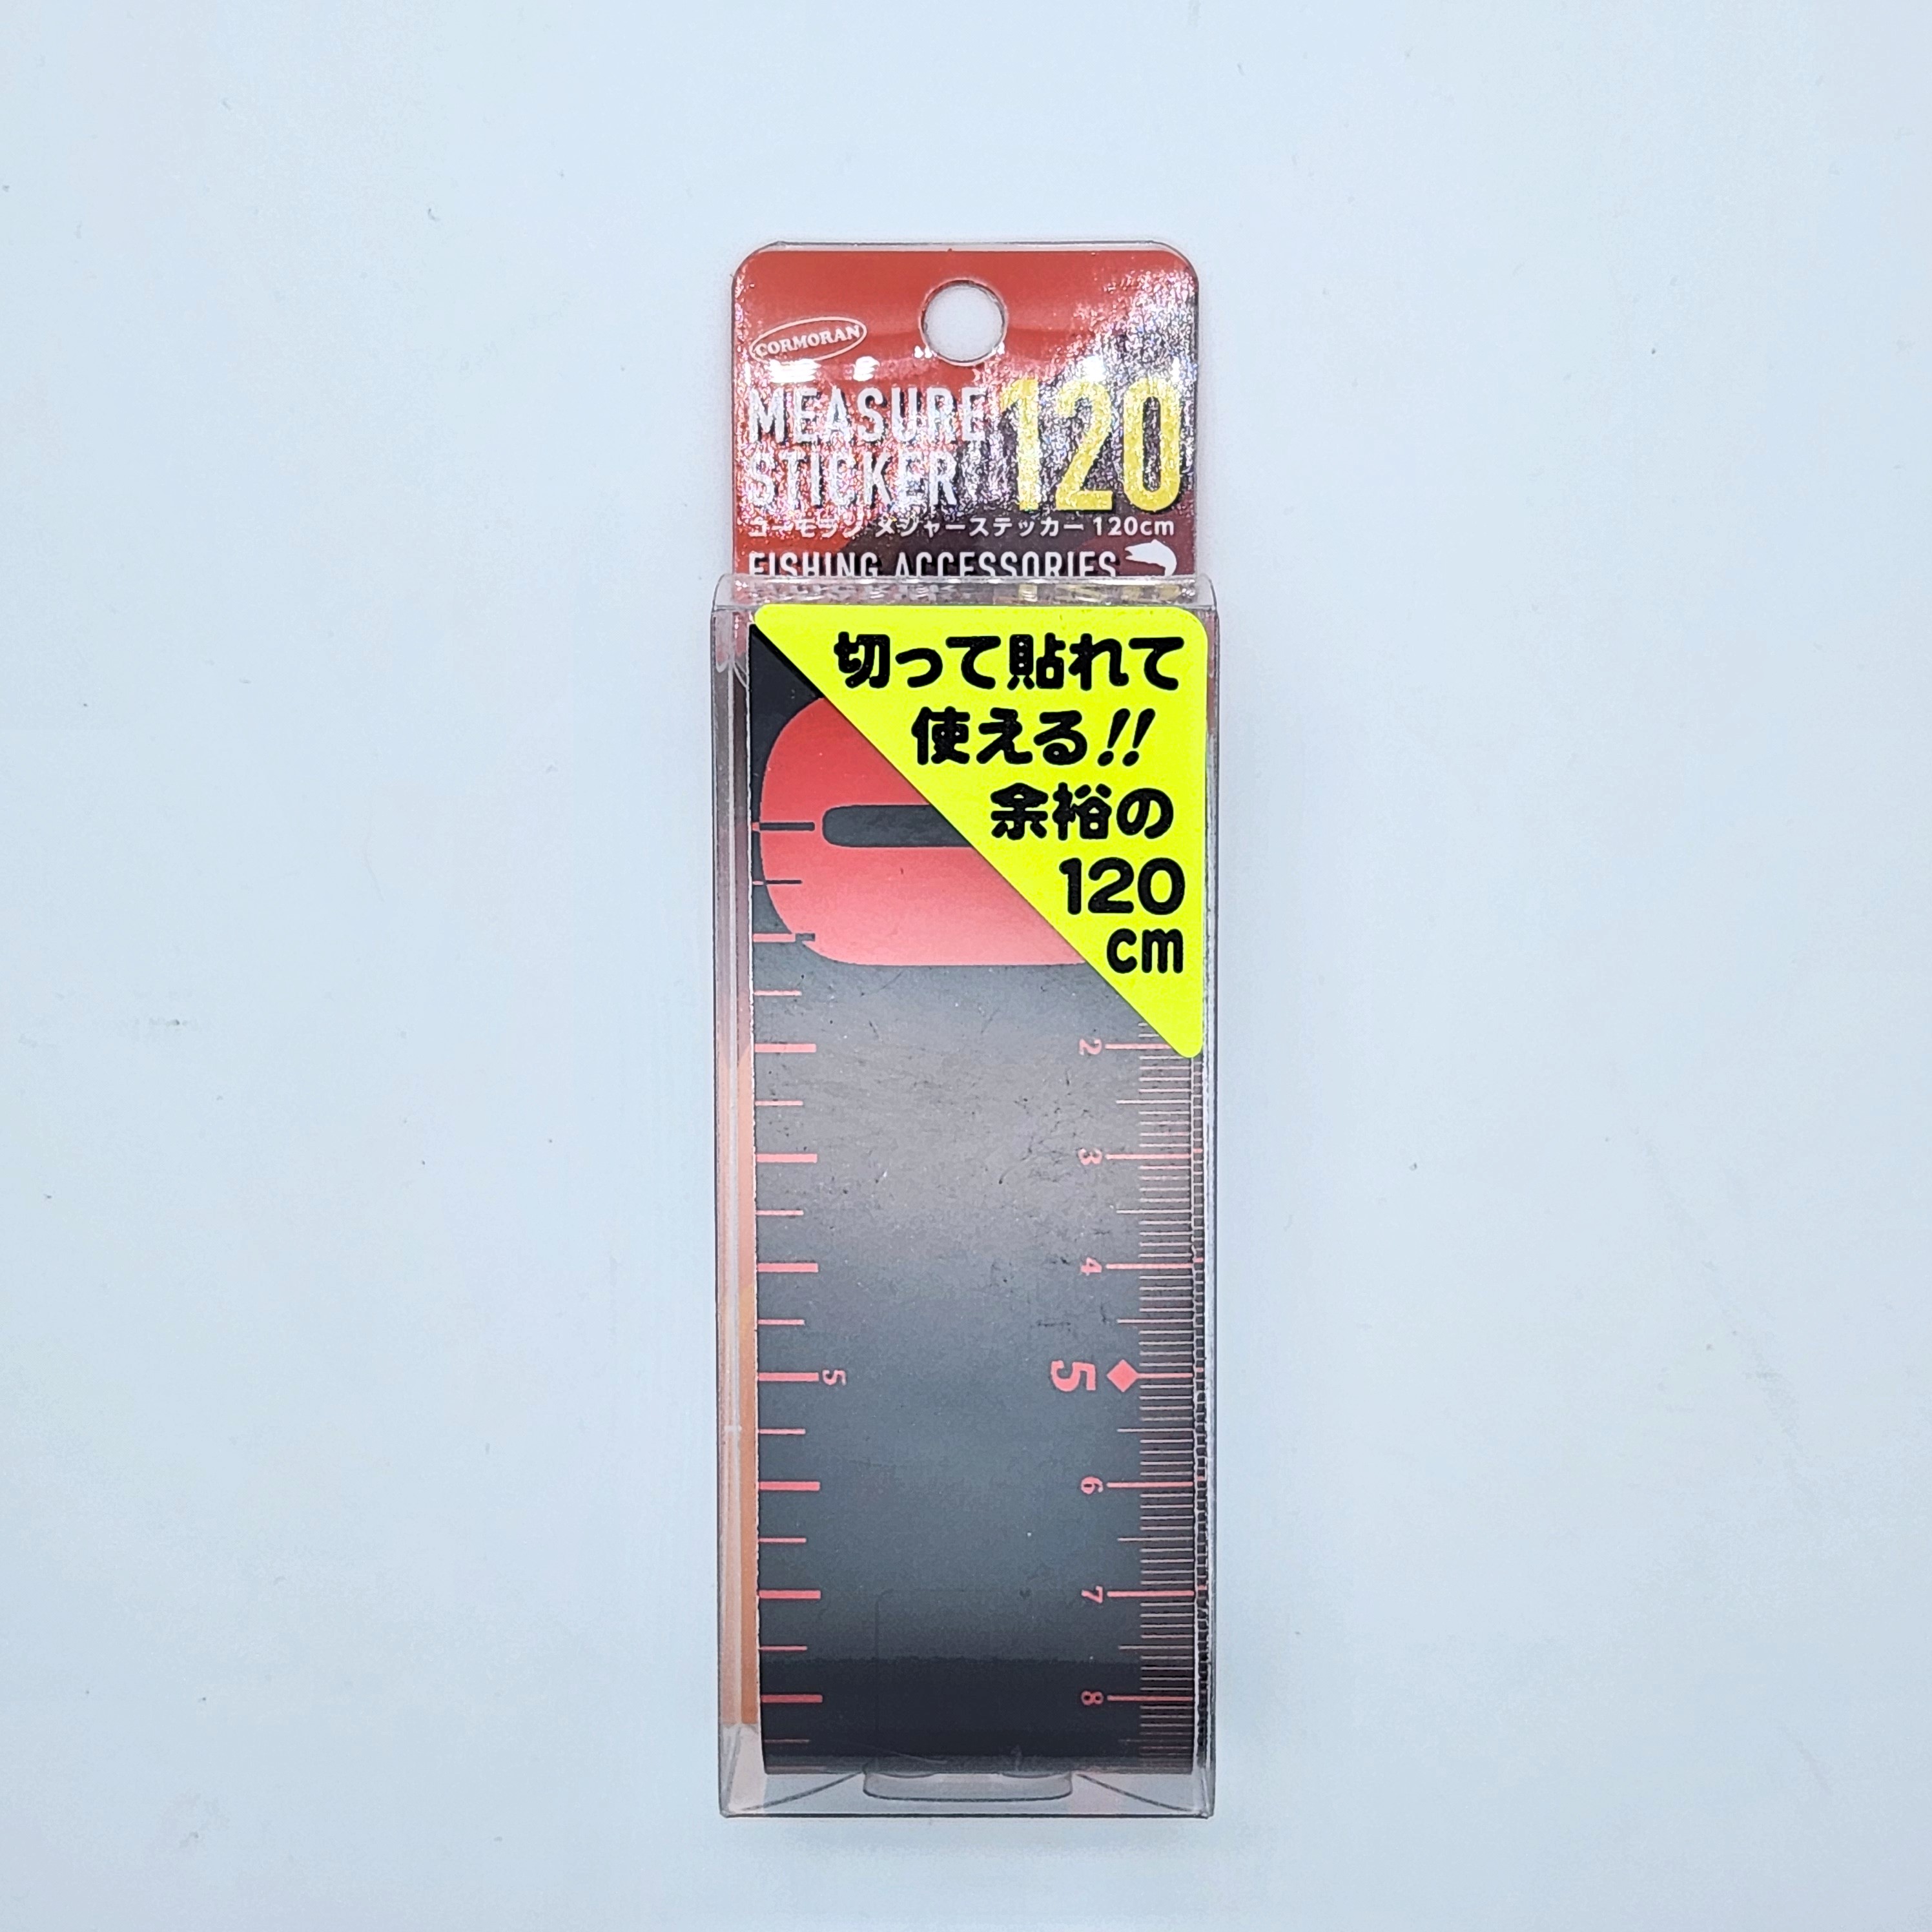 CORMORAN
MEASURE
STICKER
120
コーモラン メジャーステッカー 120cm
FISHING ACCESSORIES
切って貼れて
使える!!
余裕の
120
cm
2
3
4
5
5
6
7
8